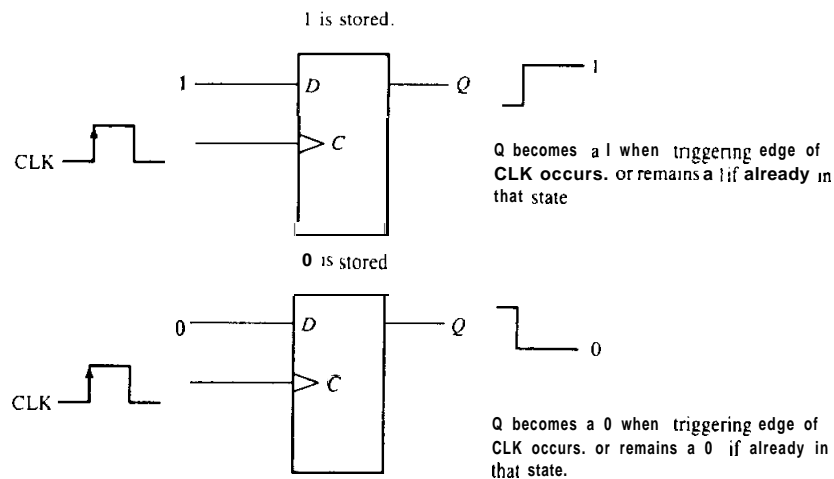 1 is stored.
1
D
Q
1
C
CLK
Q becomes a 1 when triggering edge of
CLK occurs. or remains a 1 if already in
that state
0 is stored
0
D
Q
0
C
CLK
Q becomes a 0 when triggering edge of
CLK occurs. or remains a 0 if already in
that state.